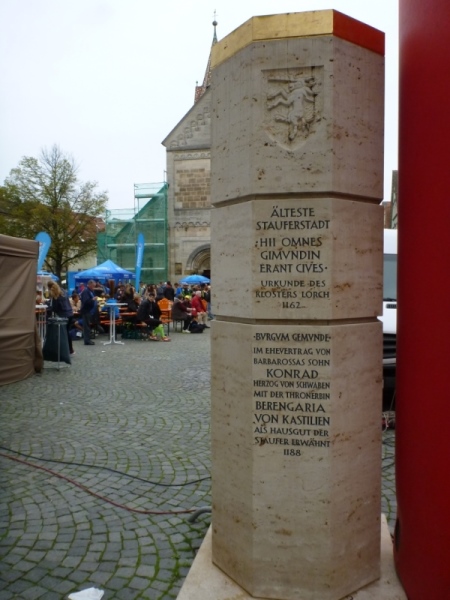 ÄLTESTE
STAUFERSTADT
·HII OMNES
GIMUNDIN
ERANT CIVES·
URKUNDE DES
KLOSTERS LORCH
1162
·BURGUM GEMUNDE·
IM EHEVERTRAG VON
BARBAROSSAS SOHN
KONRAD
HERZOG VON SCHWABEN
MIT DER THRONERBIN
BERENGARIA
VON KASTILIEN
ALS HAUSGUT DER
STAUFER ERWÄHNT
1188